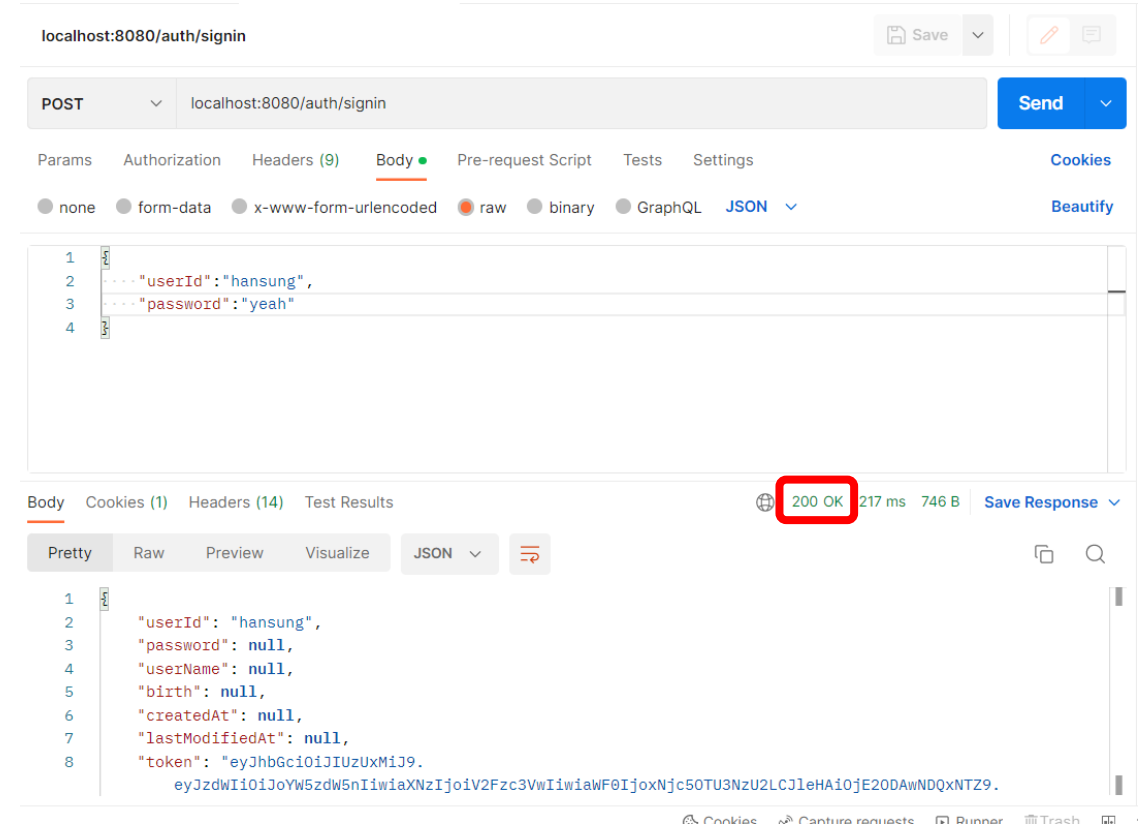 localhost:8080/auth/signin
Save
POST localhost:8080/auth/signin Send
Params Authorization Headers (9) Body Pre-request Script Tests Settings Cookies
none form-data x-www-form-urlencoded raw binary GraphQL JSON Beautify
1 {
2 "userId":"hansung",
3 "password":"yeah"
4 }
Body Cookies (1) Headers (14) Test Results 200 OK 217 ms 746 B Save Response
Pretty Raw Preview Visualize JSON
1 {
2 "userId": "hansung",
3 "password": null,
4 "userName": null,
5 "birth": null,
6 "createdAt": null,
7 "lastModifiedAt": null,
8 "token": "eyJhbGciOiJIUzUxMiJ9.
eyJzdWIiOiJoYW5zdW5nIiwiaXNzIjoiV2Fzc3VwIiwiaWF0IjoxNjc5OTU3NzU2LCJleHAiOjE2ODAwNDQxNTZ9.
Cookies Capture requests Runner Trash